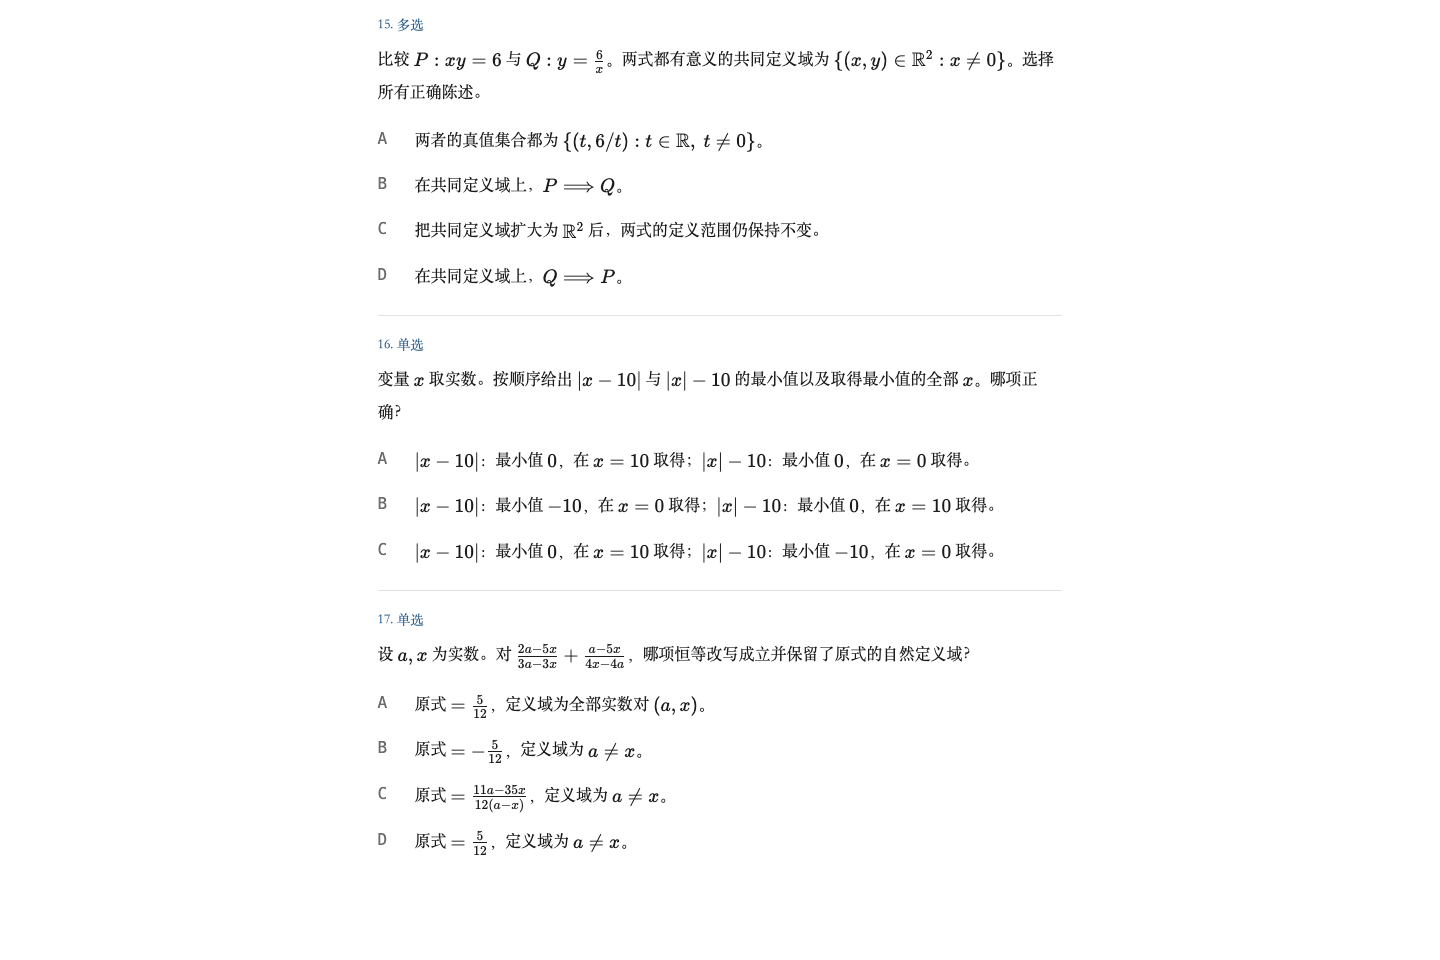 15. 多选
比较 P : xy = 6 与 Q : y = 6/x。两式都有意义的共同定义域为 {(x, y) ∈ ℝ² : x ≠ 0}。选择
所有正确陈述。
A 两者的真值集合都为 {(t, 6/t) : t ∈ ℝ, t ≠ 0}。
B 在共同定义域上，P ⟹ Q。
C 把共同定义域扩大为 ℝ² 后，两式的定义范围仍保持不变。
D 在共同定义域上，Q ⟹ P。
16. 单选
变量 x 取实数。按顺序给出 |x − 10| 与 |x| − 10 的最小值以及取得最小值的全部 x。哪项正
确？
A |x − 10|：最小值 0，在 x = 10 取得；|x| − 10：最小值 0，在 x = 0 取得。
B |x − 10|：最小值 −10，在 x = 0 取得；|x| − 10：最小值 0，在 x = 10 取得。
C |x − 10|：最小值 0，在 x = 10 取得；|x| − 10：最小值 −10，在 x = 0 取得。
17. 单选
设 a, x 为实数。对 (2a−5x)/(3a−3x) + (a−5x)/(4x−4a)，哪项恒等改写成立并保留了原式的自然定义域？
A 原式 = 5/12，定义域为全部实数对 (a, x)。
B 原式 = −5/12，定义域为 a ≠ x。
C 原式 = (11a−35x)/(12(a−x))，定义域为 a ≠ x。
D 原式 = 5/12，定义域为 a ≠ x。